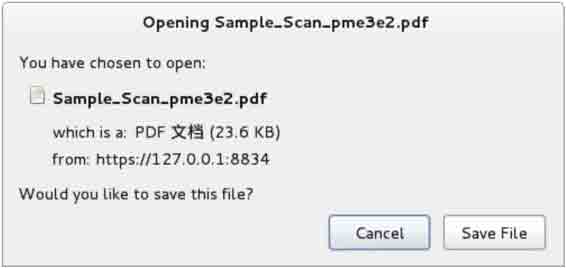 Opening Sample_Scan_pme3e2.pdf
You have chosen to open:
Sample_Scan_pme3e2.pdf
which is a: PDF 文档 (23.6 KB)
from: https://127.0.0.1:8834
Would you like to save this file?
Cancel Save File